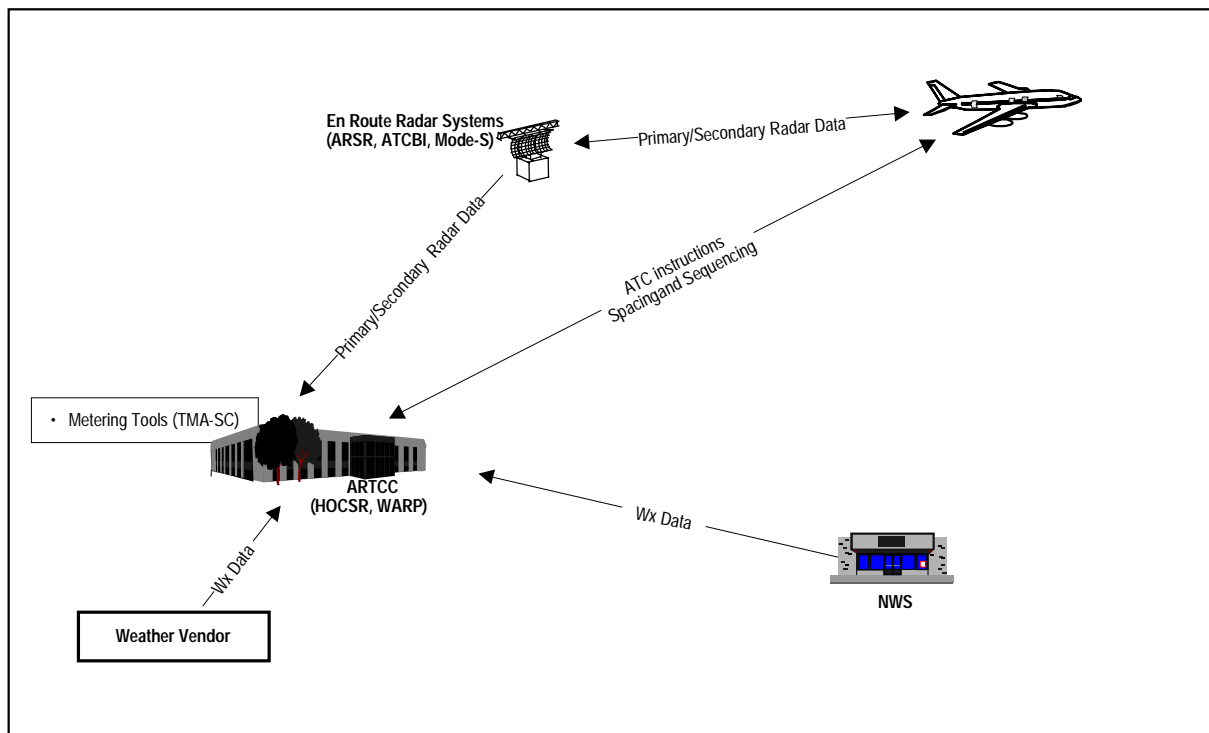 En Route Radar Systems
(ARSR, ATCBI, Mode-S)
Primary/Secondary Radar Data
Primary/Secondary Radar Data
ATC instructions
Spacingand Sequencing
• Metering Tools (TMA-SC)
ARTCC
(HOCSR, WARP)
Wx Data
Wx Data
NWS
Weather Vendor